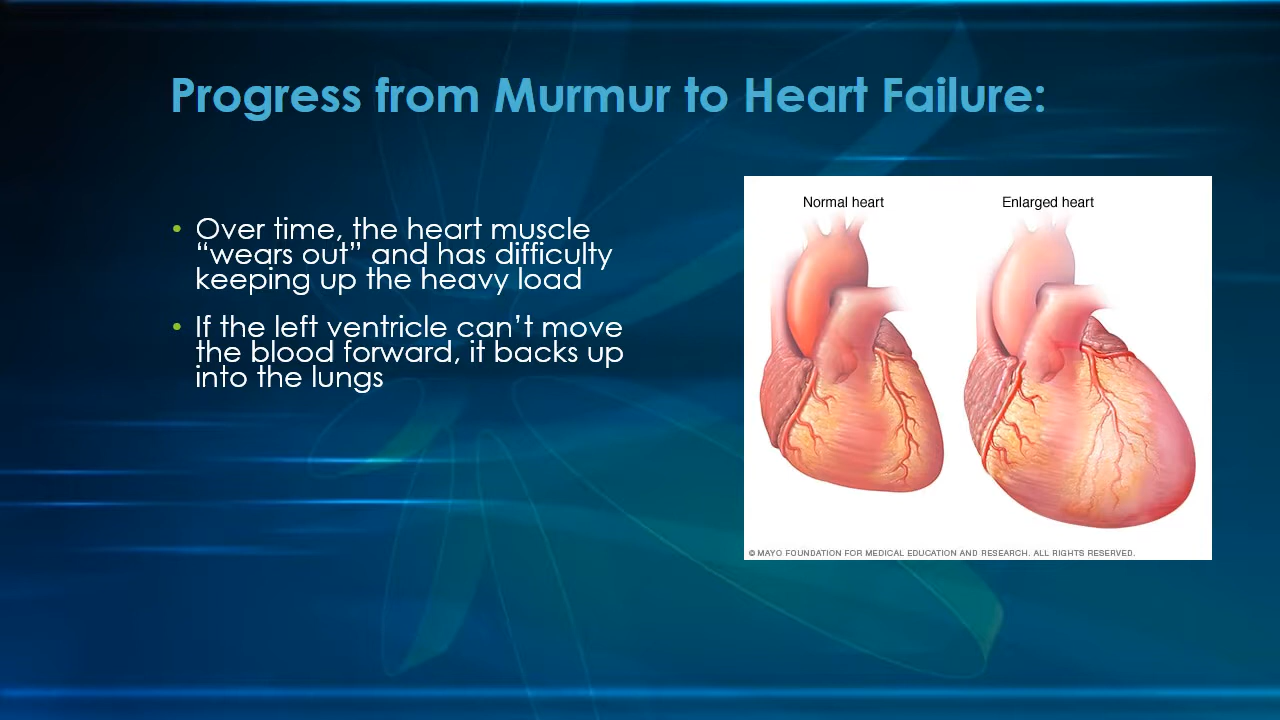 Progress from Murmur to Heart Failure:
• Over time, the heart muscle
“wears out” and has difficulty
keeping up the heavy load
• If the left ventricle can’t move
the blood forward, it backs up
into the lungs
Normal heart
Enlarged heart
© MAYO FOUNDATION FOR MEDICAL EDUCATION AND RESEARCH. ALL RIGHTS RESERVED.